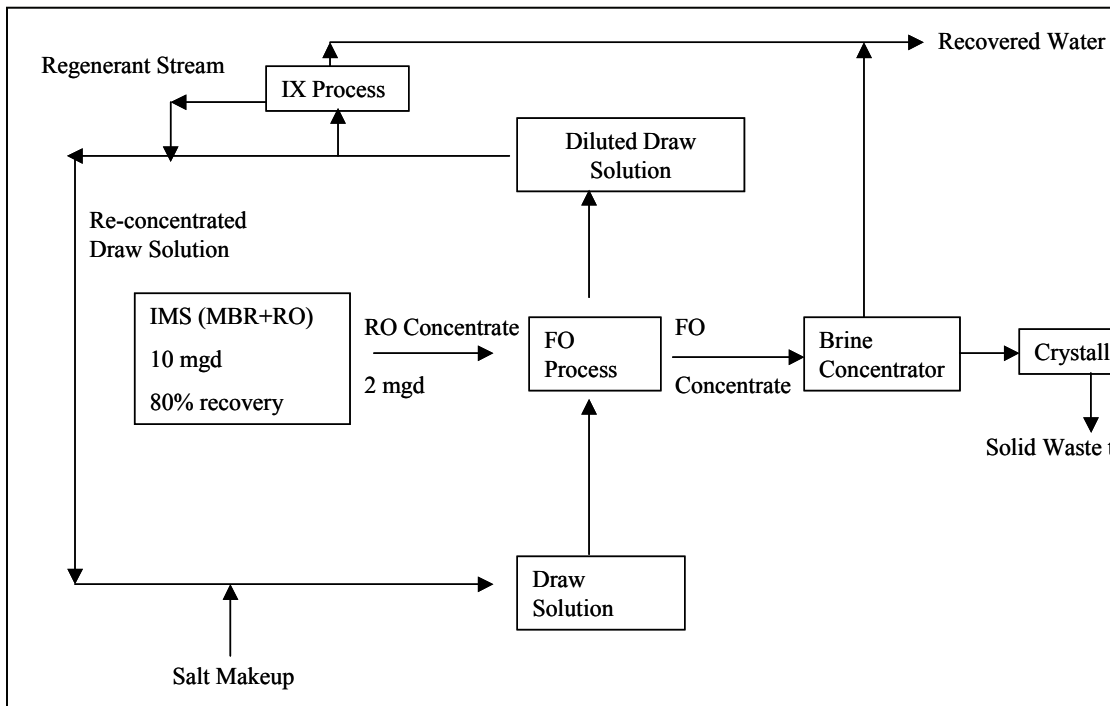 Recovered Water
Regenerant Stream
IX Process
Diluted Draw
Solution
Re-concentrated
Draw Solution
IMS (MBR+RO)
10 mgd
80% recovery
RO Concentrate
2 mgd
FO
Process
FO
Concentrate
Brine
Concentrator
Crystall
Solid Waste t
Draw
Solution
Salt Makeup